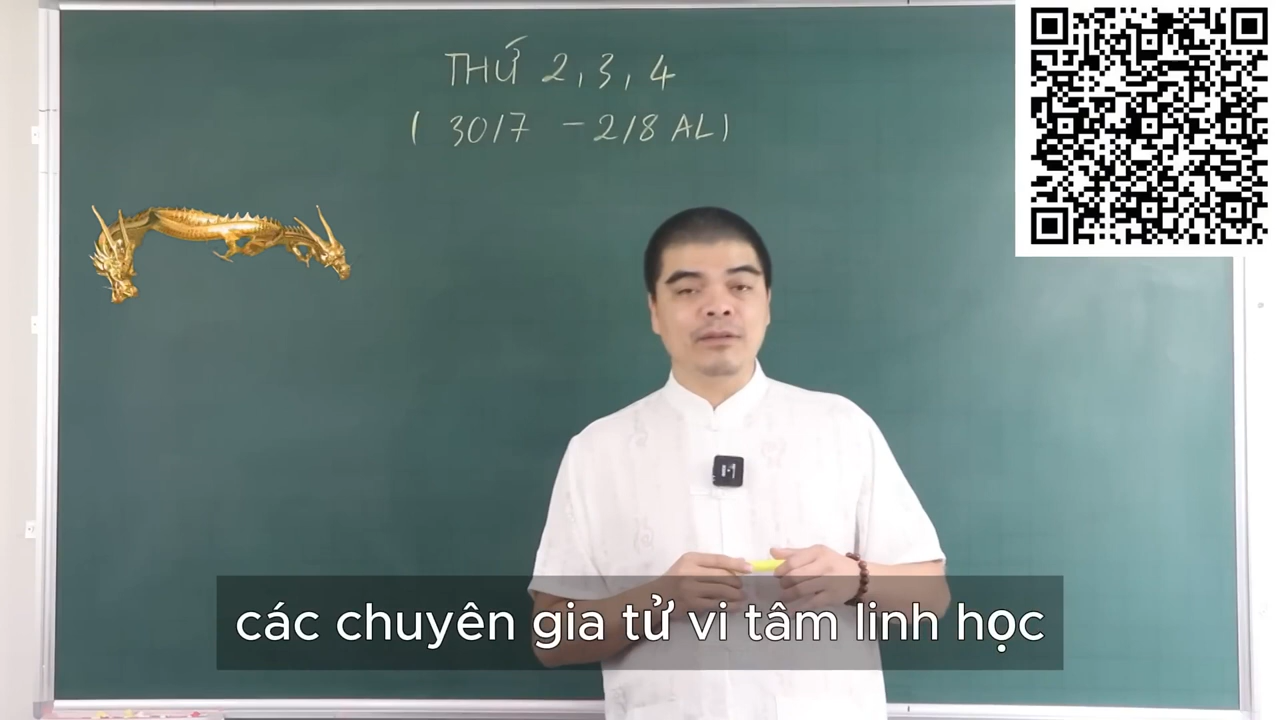 THỨ 2, 3, 4
( 30/7 - 2/8 AL)
các chuyên gia tử vi tâm linh học